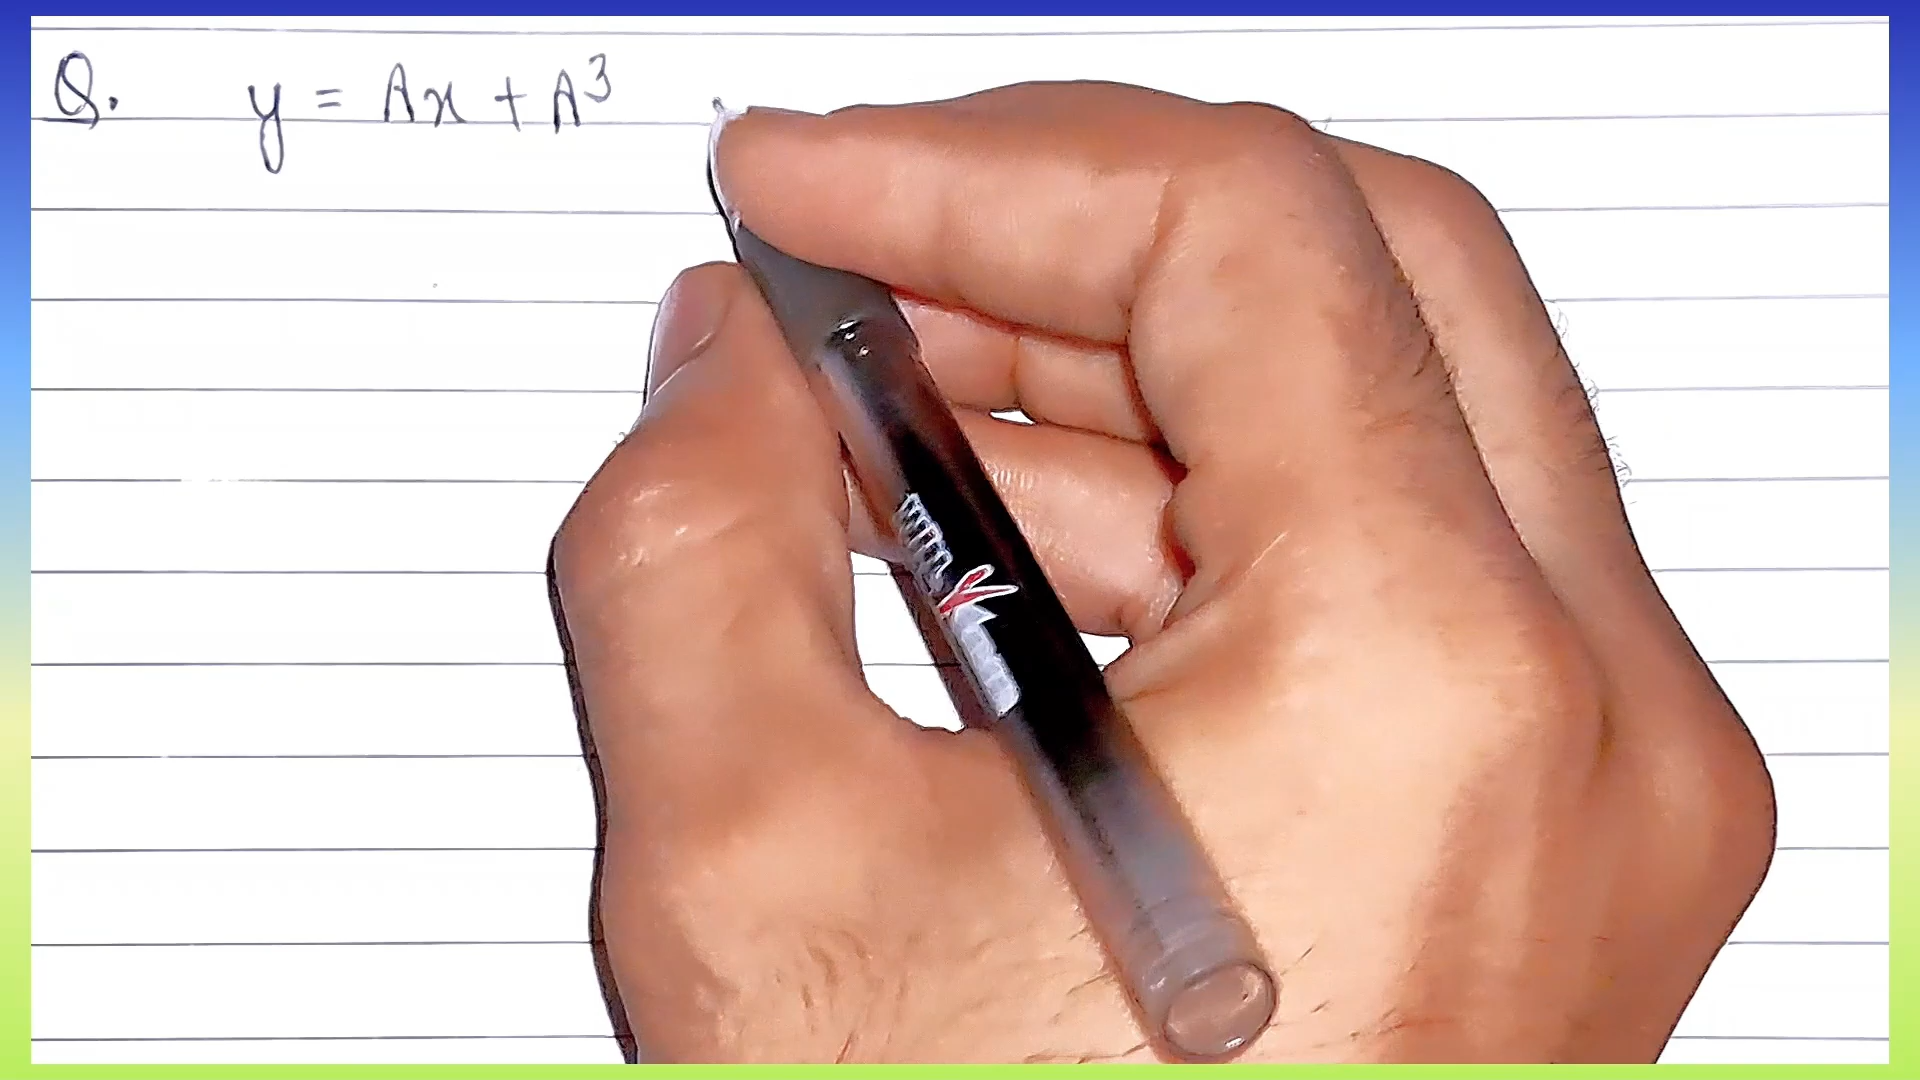 Q. y = Ax + A³